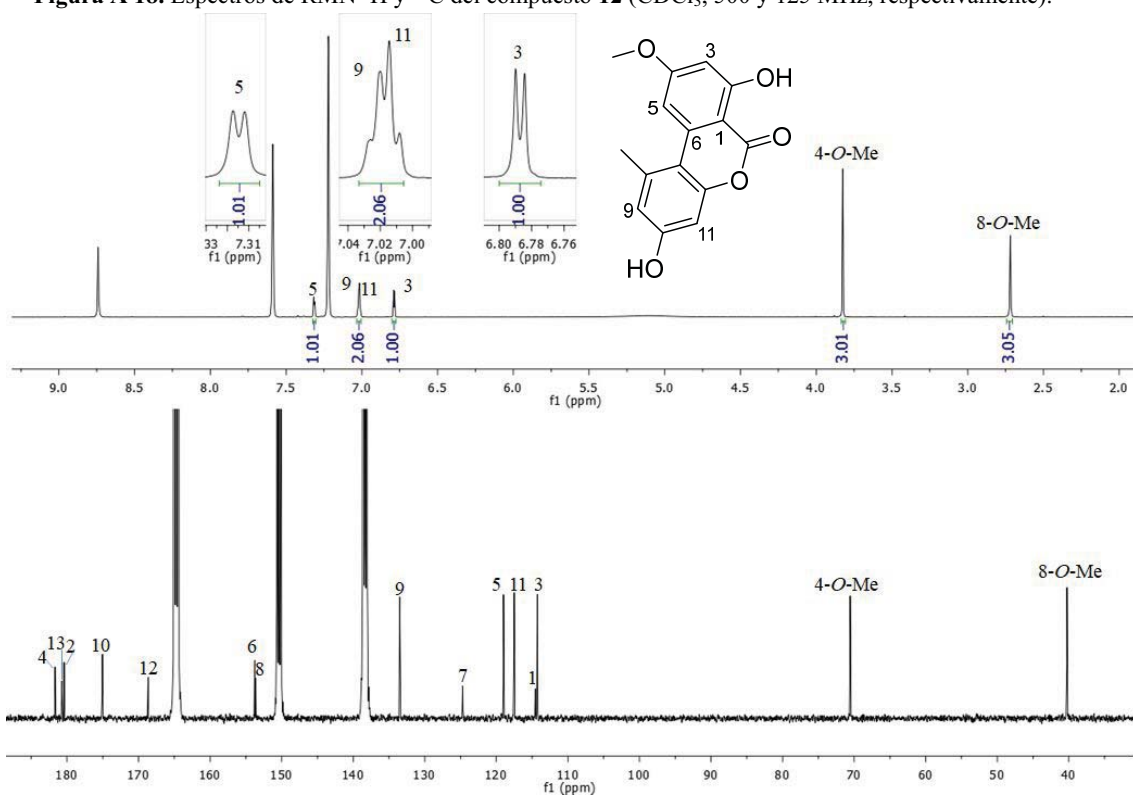 Figura A 18. Espectros de RMN ¹H y ¹³C del compuesto 12 (CDCl₃, 500 y 125 MHz, respectivamente).
5
1.01
33 7.31
f1 (ppm)
9 11
2.06
7.04 7.02 7.00
f1 (ppm)
3
1.00
6.80 6.78 6.76
f1 (ppm)
O 3 OH
5 1 O
6 O
9 11
HO
4-O-Me
8-O-Me
5 9 11 3
1.01 2.06 1.00 3.01 3.05
9.0 8.5 7.5 7.0 6.5 6.0 5.5 5.0 4.5 4.0 3.5 3.0 2.5 2.0
f1 (ppm)
4 13 2 10 12 6 8 9 7 5 11 3 1 4-O-Me 8-O-Me
180 170 160 150 140 130 120 110 100 90 80 70 60 50 40
f1 (ppm)